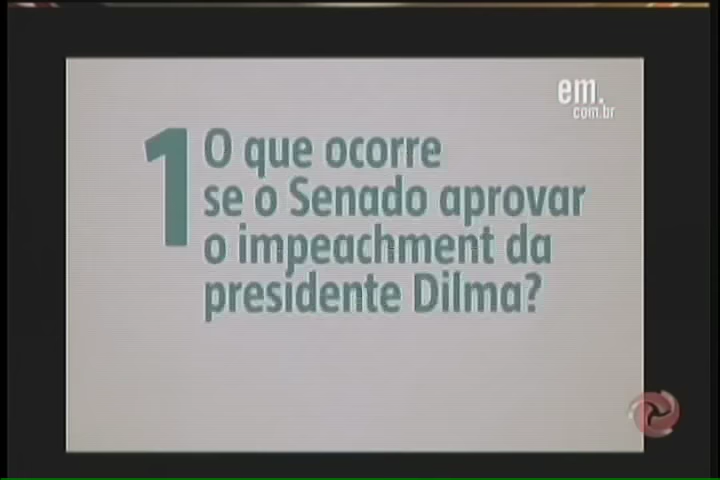 em.
com.br
1
O que ocorre
se o Senado aprovar
o impeachment da
presidente Dilma?